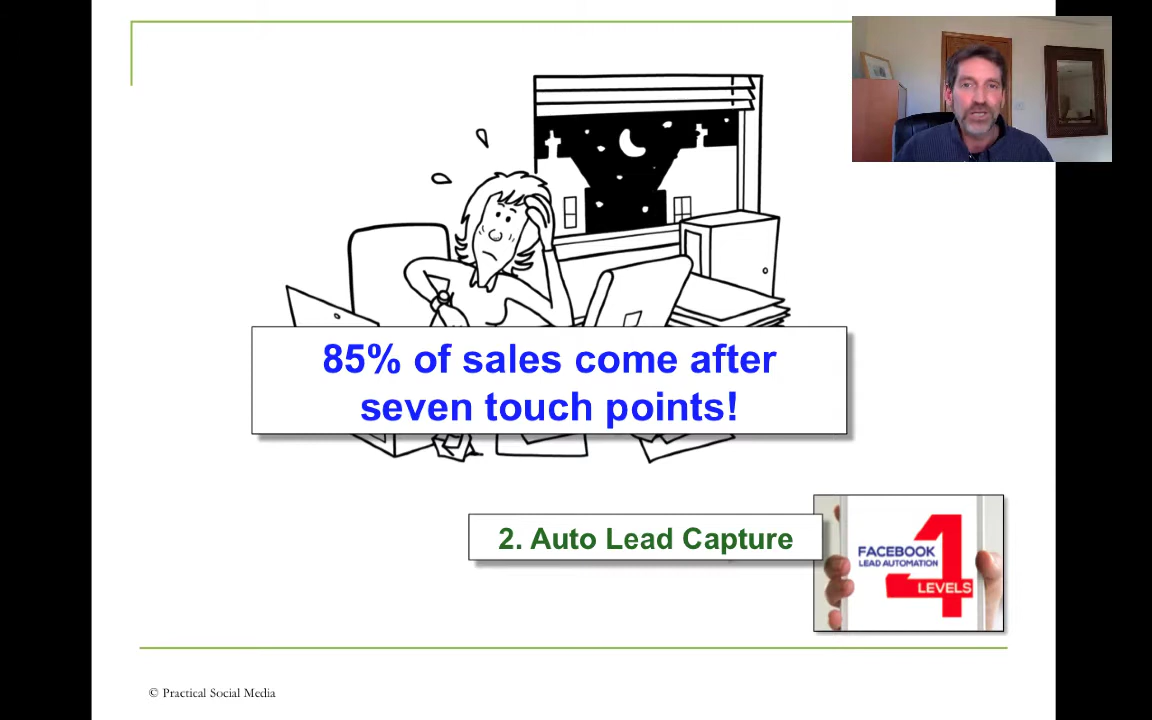 85% of sales come after
seven touch points!
2. Auto Lead Capture
FACEBOOK
LEAD AUTOMATION
4
LEVELS
© Practical Social Media